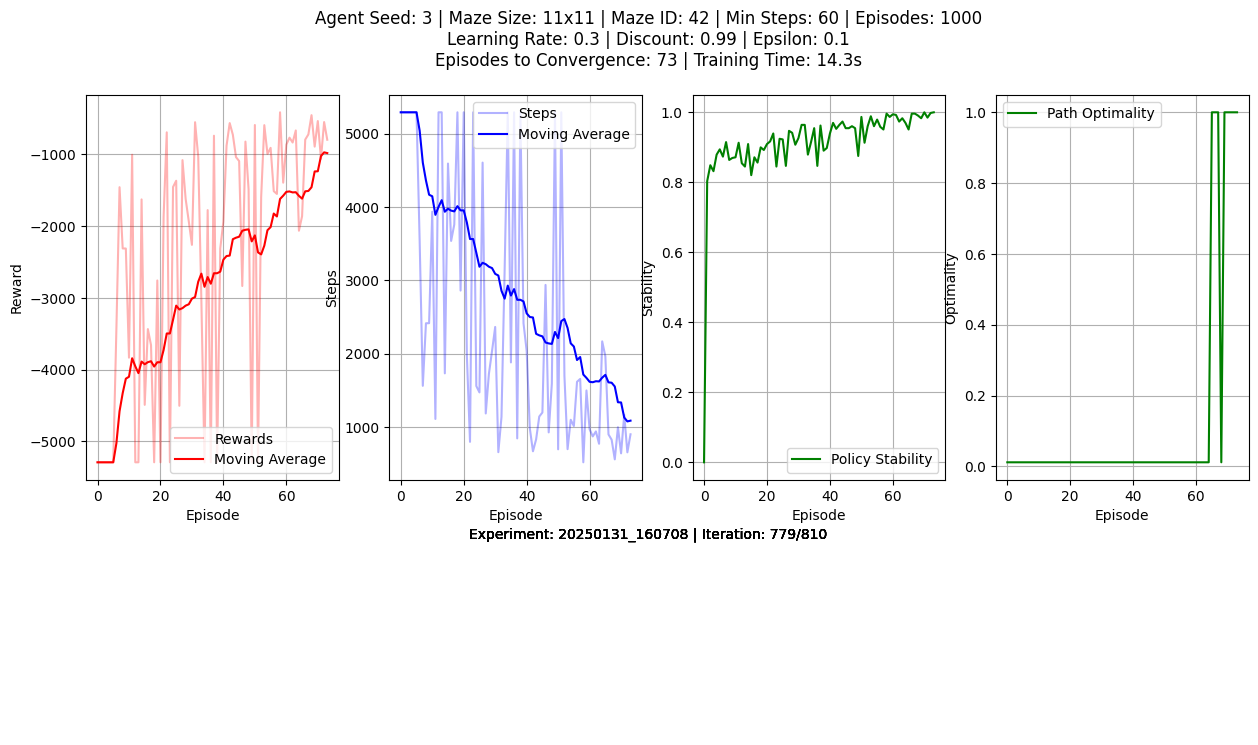 Agent Seed: 3 | Maze Size: 11x11 | Maze ID: 42 | Min Steps: 60 | Episodes: 1000
Learning Rate: 0.3 | Discount: 0.99 | Epsilon: 0.1
Episodes to Convergence: 73 | Training Time: 14.3s
Reward
−1000
−2000
−3000
−4000
−5000
0
20
40
60
Episode
Rewards
Moving Average
Steps
5000
4000
3000
2000
1000
0
20
40
60
Episode
Steps
Moving Average
Stability
1.0
0.8
0.6
0.4
0.2
0.0
0
20
40
60
Episode
Policy Stability
Optimality
1.0
0.8
0.6
0.4
0.2
0.0
0
20
40
60
Episode
Path Optimality
Experiment: 20250131_160708 | Iteration: 779/810